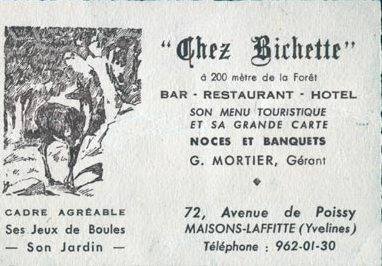 "Chez Bichette"
à 200 mètre de la Forêt
BAR - RESTAURANT - HOTEL
SON MENU TOURISTIQUE
ET SA GRANDE CARTE
NOCES ET BANQUETS
G. MORTIER, Gérant
CADRE AGRÉABLE
Ses Jeux de Boules
— Son Jardin —
72, Avenue de Poissy
MAISONS-LAFFITTE (Yvelines)
Téléphone : 962-01-30